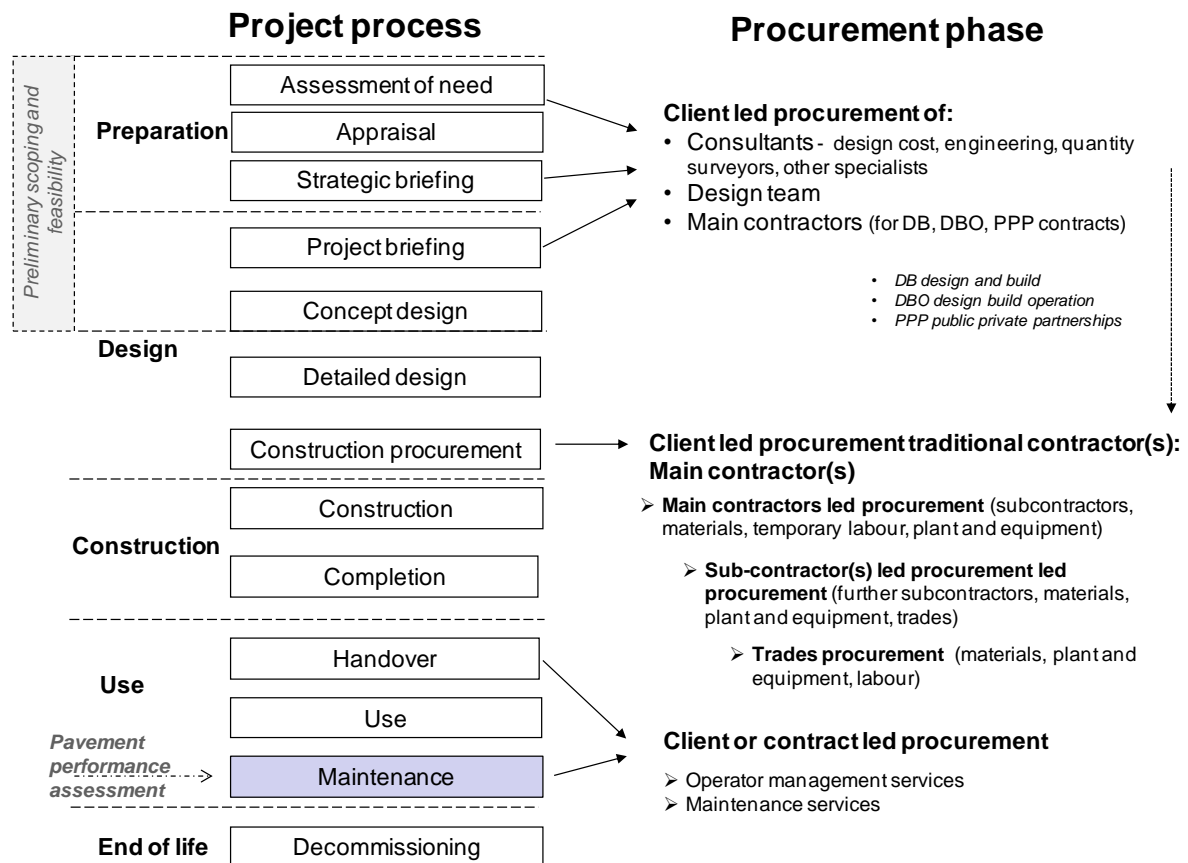 Project process
Procurement phase
Preliminary scoping and
feasibility
Preparation
Assessment of need
Appraisal
Strategic briefing
Project briefing
Concept design
Design
Detailed design
Construction procurement
Construction
Construction
Completion
Handover
Use
Use
Pavement
performance
assessment
Maintenance
End of life
Decommissioning
Client led procurement of:
• Consultants - design cost, engineering, quantity
surveyors, other specialists
• Design team
• Main contractors (for DB, DBO, PPP contracts)
• DB design and build
• DBO design build operation
• PPP public private partnerships
Client led procurement traditional contractor(s):
Main contractor(s)
➢ Main contractors led procurement (subcontractors,
materials, temporary labour, plant and equipment)
➢ Sub-contractor(s) led procurement led
procurement (further subcontractors, materials,
plant and equipment, trades)
➢ Trades procurement (materials, plant and
equipment, labour)
Client or contract led procurement
➢ Operator management services
➢ Maintenance services